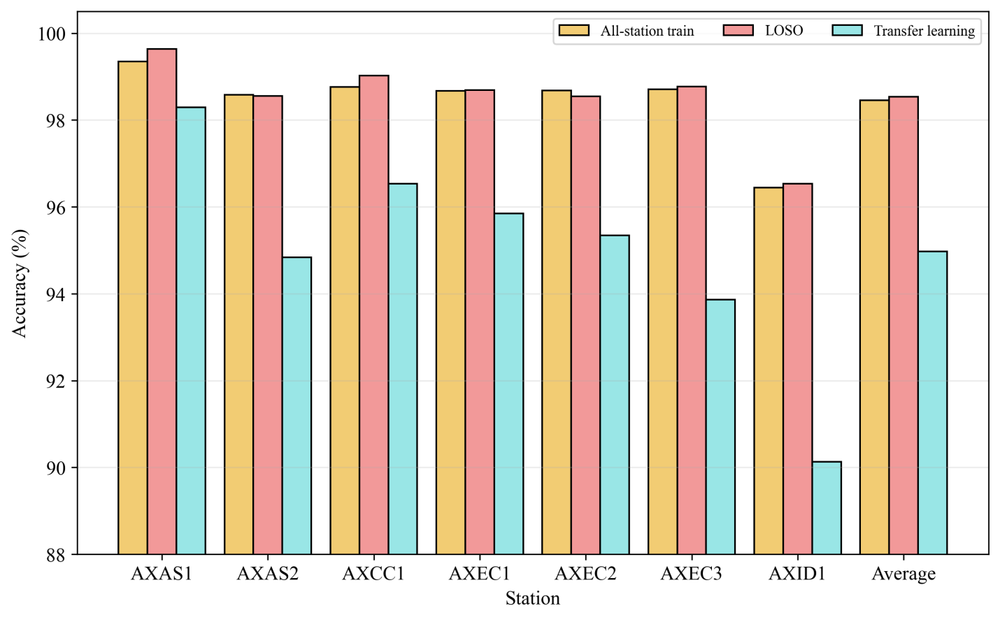 All-station train LOSO Transfer learning
100
98
96
94
92
90
88
Accuracy (%)
AXAS1 AXAS2 AXCC1 AXEC1 AXEC2 AXEC3 AXID1 Average
Station